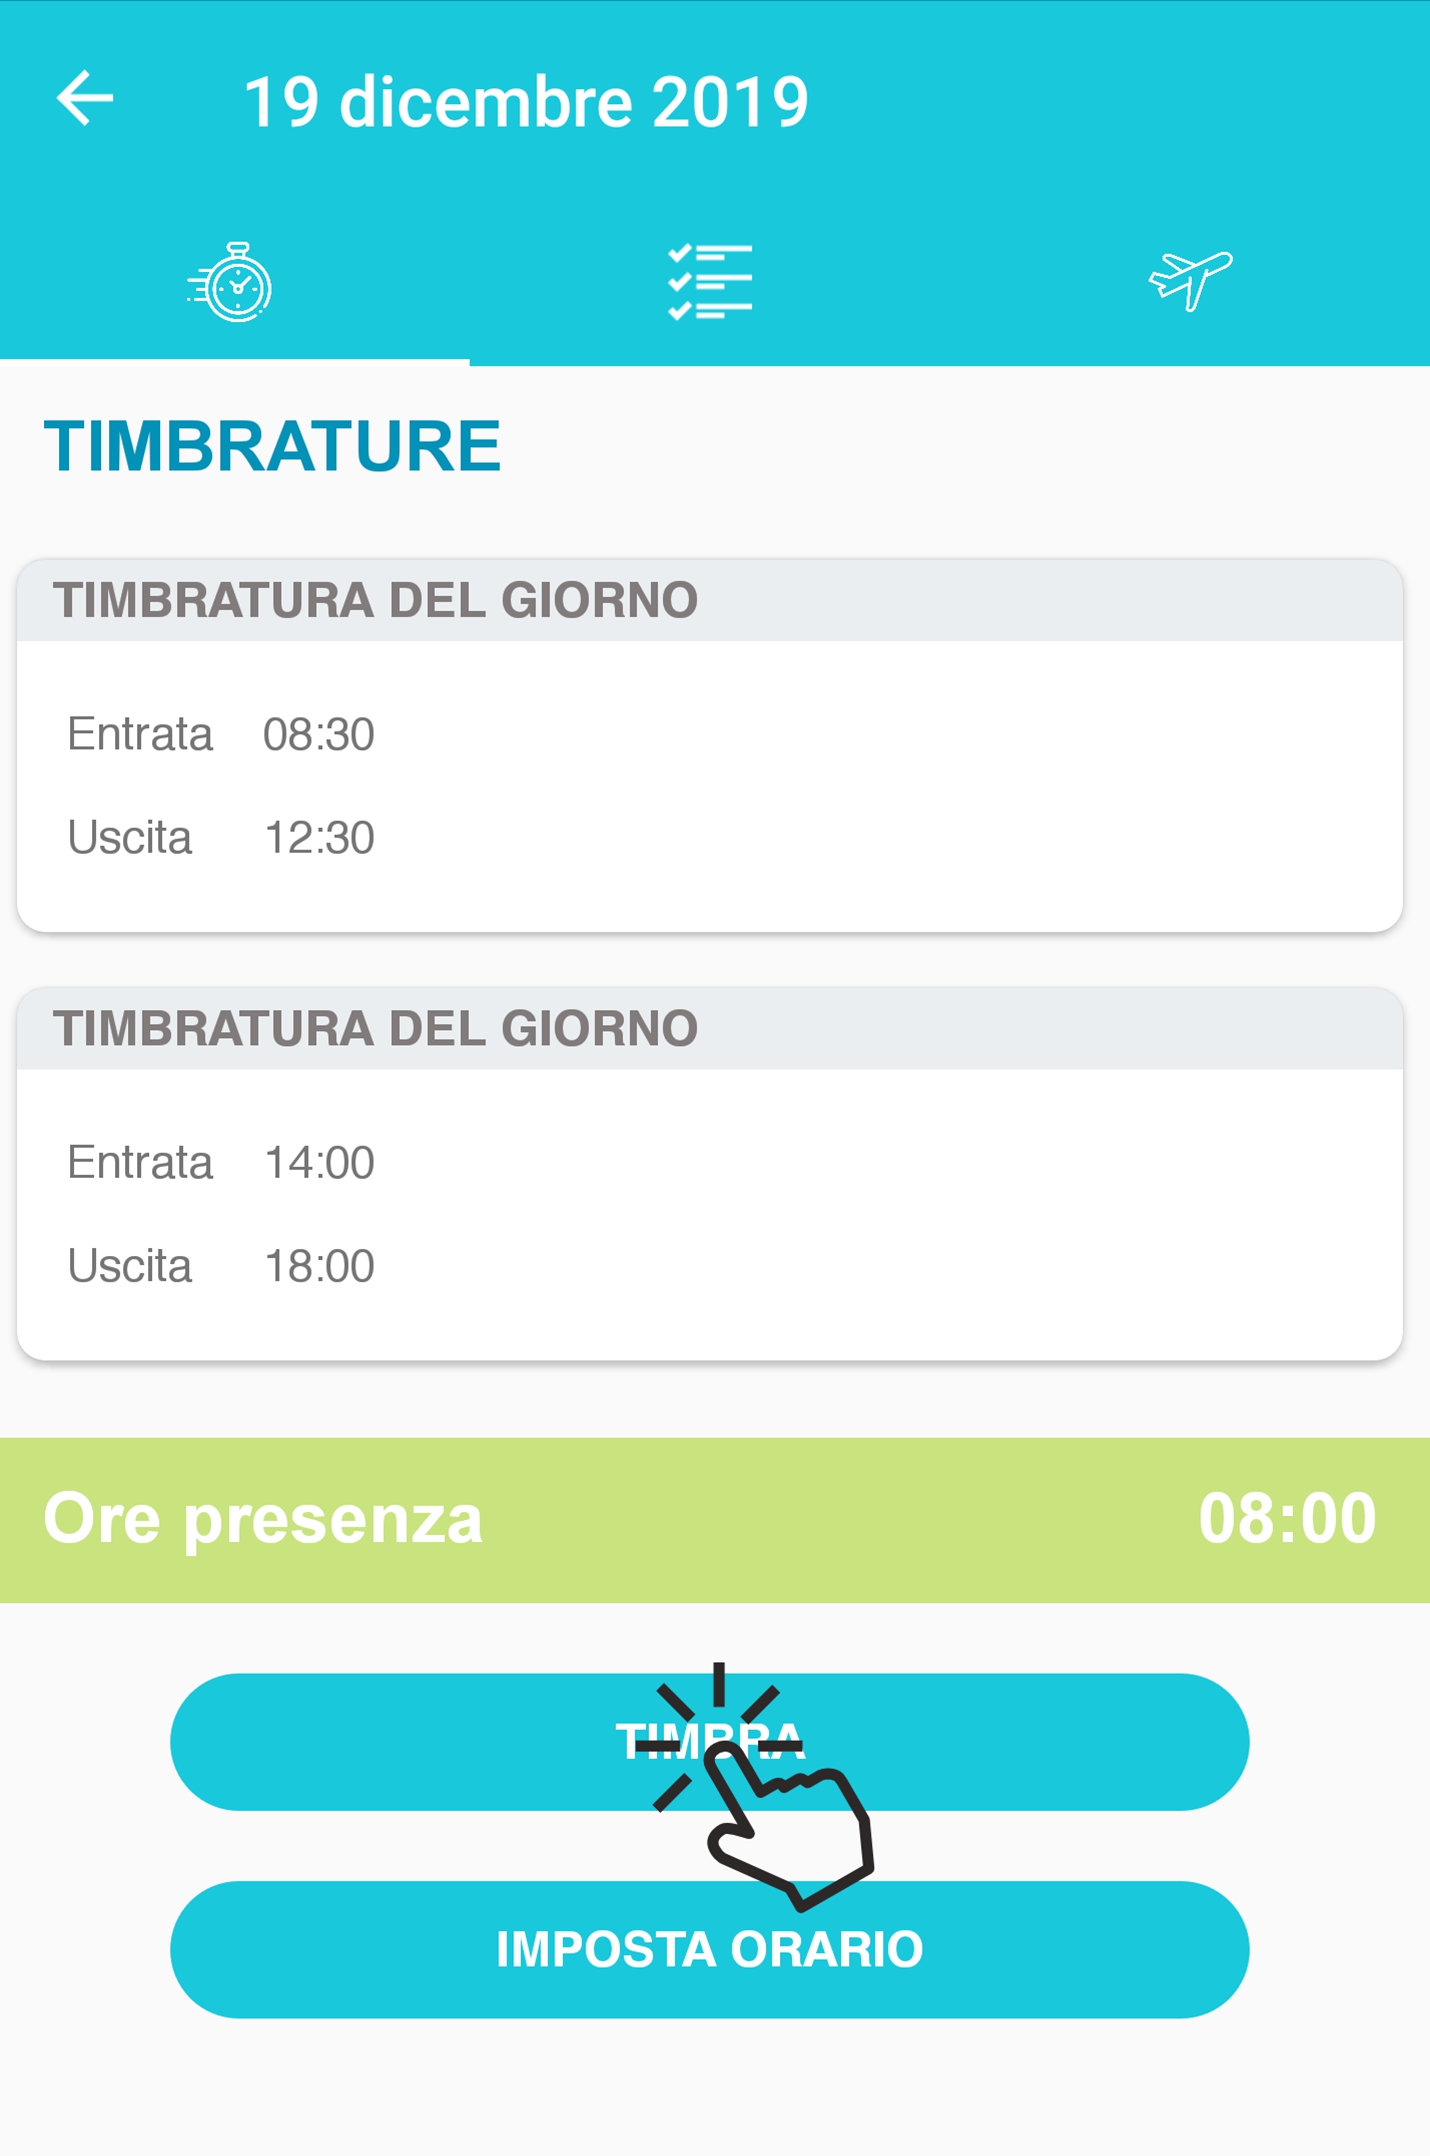 19 dicembre 2019
TIMBRATURE
TIMBRATURA DEL GIORNO
Entrata 08:30
Uscita 12:30
TIMBRATURA DEL GIORNO
Entrata 14:00
Uscita 18:00
Ore presenza 08:00
TIMBRA
IMPOSTA ORARIO